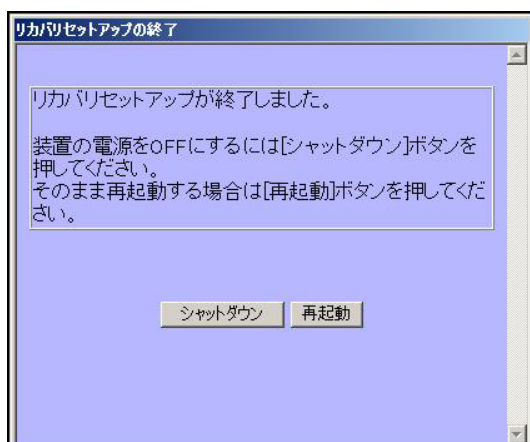 リカバリセットアップの終了
リカバリセットアップが終了しました。
装置の電源をOFFにするには[シャットダウン]ボタンを
押してください。
そのまま再起動する場合は[再起動]ボタンを押してくだ
さい。
シャットダウン 再起動